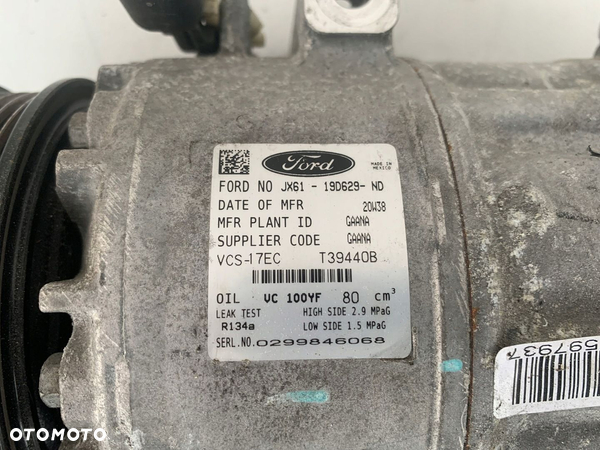 Ford
MADE IN
MEXICO
FORD NO JX61 - 19D629- ND
DATE OF MFR 20W38
MFR PLANT ID GAANA
SUPPLIER CODE GAANA
VCS-17EC T39440B
OIL VC 100YF 80 cm³
LEAK TEST HIGH SIDE 2.9 MPaG
R134a LOW SIDE 1.5 MPaG
SERL.NO. 0299846068
597937
OTOMOTO